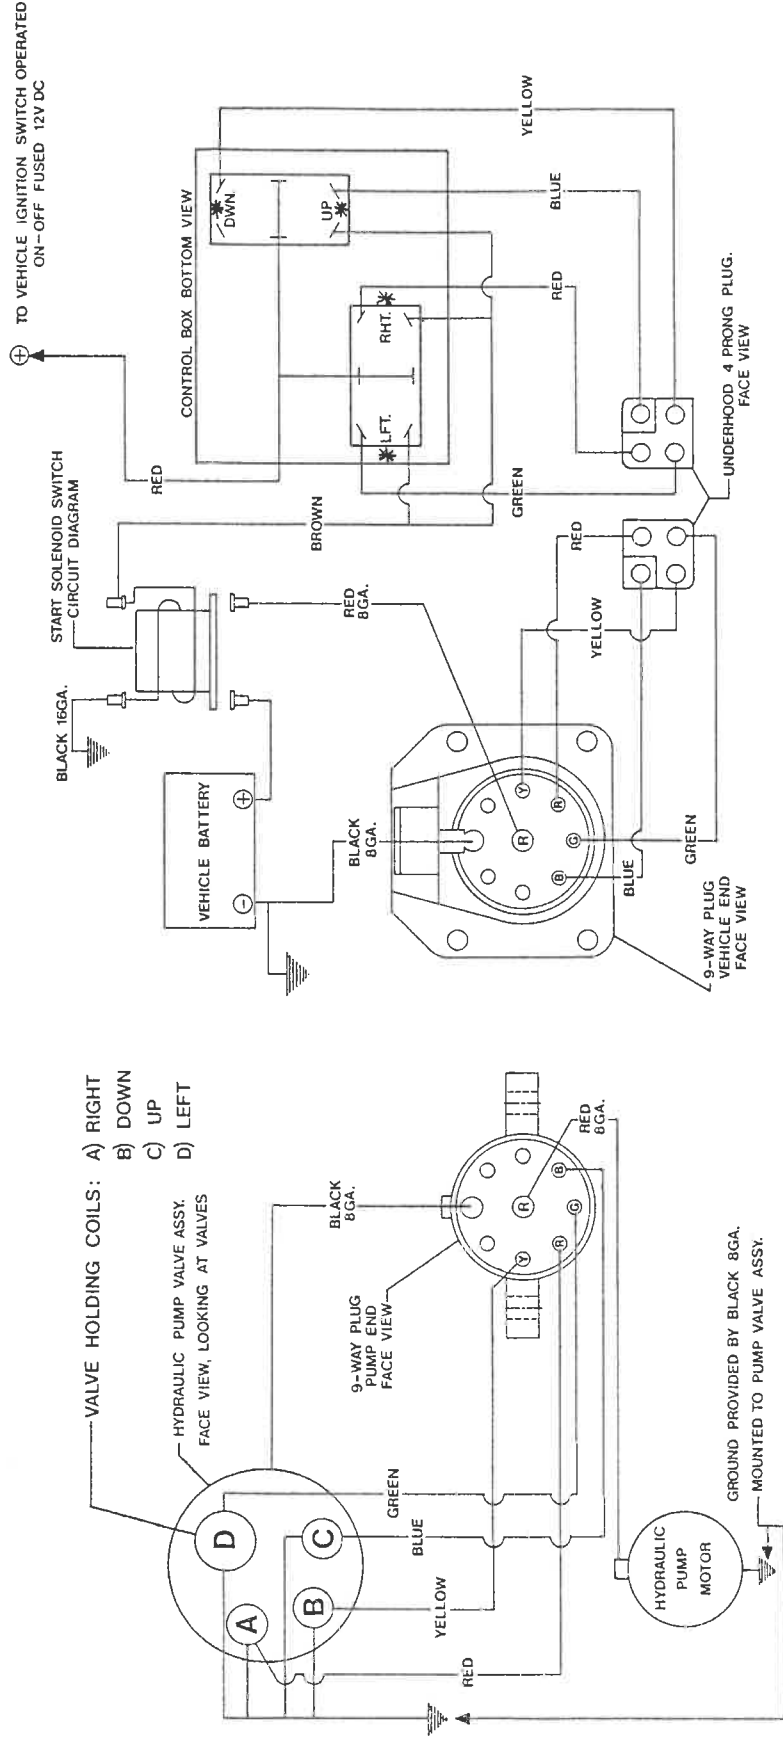 VALVE HOLDING COILS: A) RIGHT
B) DOWN
C) UP
D) LEFT
HYDRAULIC PUMP VALVE ASSY.
FACE VIEW, LOOKING AT VALVES
D
A
C
B
GREEN
BLUE
YELLOW
RED
BLACK
8GA.
9-WAY PLUG
PUMP END
FACE VIEW
Y
R
R
G
B
RED
8GA.
HYDRAULIC
PUMP
MOTOR
GROUND PROVIDED BY BLACK 8GA.
MOUNTED TO PUMP VALVE ASSY.
TO VEHICLE IGNITION SWITCH OPERATED
ON-OFF FUSED 12V DC
START SOLENOID SWITCH
CIRCUIT DIAGRAM
BLACK 16GA.
VEHICLE BATTERY
- +
RED
CONTROL BOX BOTTOM VIEW
DWN.
UP
LFT.
RHT.
BROWN
YELLOW
BLUE
RED
GREEN
RED
8GA.
BLACK
8GA.
B
G
R
R
Y
YELLOW
RED
BLUE
GREEN
9-WAY PLUG
VEHICLE END
FACE VIEW
UNDERHOOD 4 PRONG PLUG.
FACE VIEW